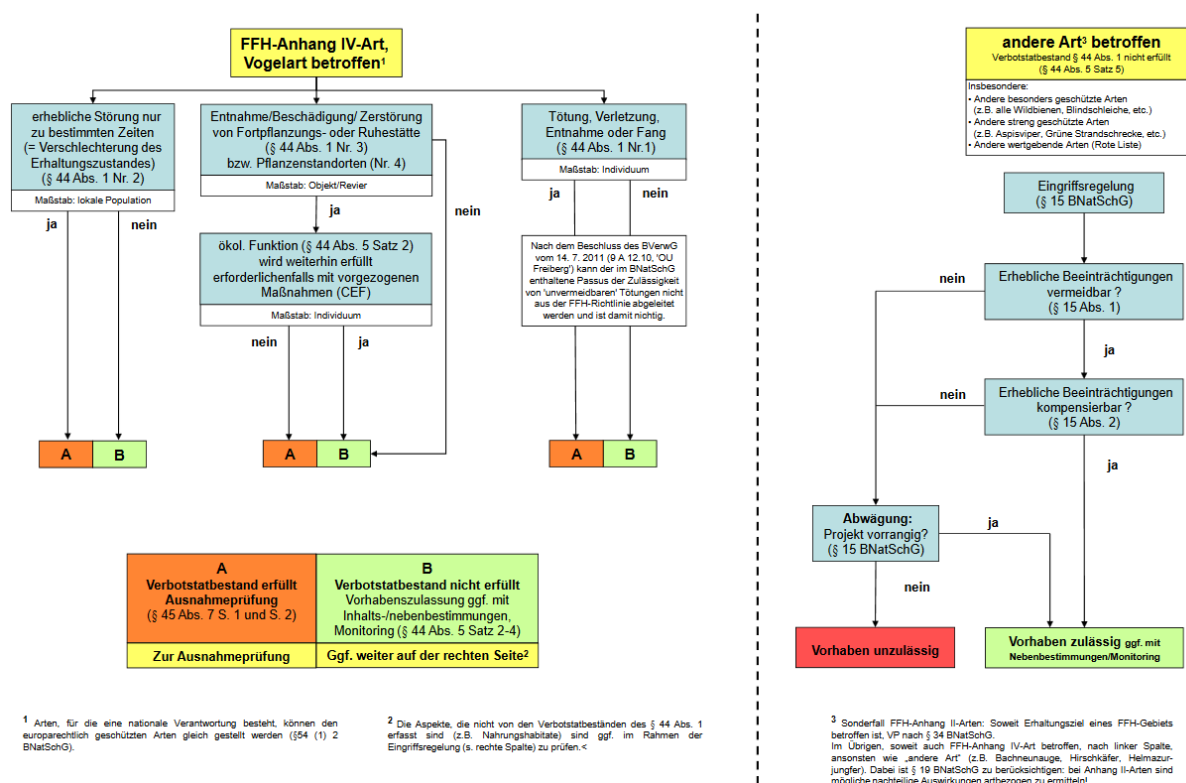 FFH-Anhang IV-Art,
Vogelart betroffen¹
erhebliche Störung nur
zu bestimmten Zeiten
(= Verschlechterung des
Erhaltungszustandes)
(§ 44 Abs. 1 Nr. 2)
Maßstab: lokale Population
ja
nein
Entnahme/Beschädigung/ Zerstörung
von Fortpflanzungs- oder Ruhestätte
(§ 44 Abs. 1 Nr. 3)
bzw. Pflanzenstandorten (Nr. 4)
Maßstab: Objekt/Revier
ja
nein
ökol. Funktion (§ 44 Abs. 5 Satz 2)
wird weiterhin erfüllt
erforderlichenfalls mit vorgezogenen
Maßnahmen (CEF)
Maßstab: Individuum
nein
ja
Tötung, Verletzung,
Entnahme oder Fang
(§ 44 Abs. 1 Nr.1)
Maßstab: Individuum
ja
nein
Nach dem Beschluss des BVerwG
vom 14. 7. 2011 (9 A 12.10, 'OU
Freiberg') kann der im BNatSchG
enthaltene Passus der Zulässigkeit
von 'unvermeidbaren' Tötungen nicht
aus der FFH-Richtlinie abgeleitet
werden und ist damit nichtig.
A
B
A
B
A
B
A
Verbotstatbestand erfüllt
Ausnahmeprüfung
(§ 45 Abs. 7 S. 1 und S. 2)
Zur Ausnahmeprüfung
B
Verbotstatbestand nicht erfüllt
Vorhabenszulassung ggf. mit
Inhalts-/nebenbestimmungen,
Monitoring (§ 44 Abs. 5 Satz 2-4)
Ggf. weiter auf der rechten Seite²
¹ Arten, für die eine nationale Verantwortung besteht, können den
europarechtlich geschützten Arten gleich gestellt werden (§54 (1) 2
BNatSchG).
² Die Aspekte, die nicht von den Verbotstatbeständen des § 44 Abs. 1
erfasst sind (z.B. Nahrungshabitate) sind ggf. im Rahmen der
Eingriffsregelung (s. rechte Spalte) zu prüfen.<
andere Art³ betroffen
Verbotstatbestand § 44 Abs. 1 nicht erfüllt
(§ 44 Abs. 5 Satz 5)
Insbesondere:
• Andere besonders geschützte Arten
(z.B. alle Wildbienen, Blindschleiche, etc.)
• Andere streng geschützte Arten
(z.B. Aspisviper, Grüne Strandschrecke, etc.)
• Andere wertgebende Arten (Rote Liste)
Eingriffsregelung
(§ 15 BNatSchG)
Erhebliche Beeinträchtigungen
vermeidbar ?
(§ 15 Abs. 1)
nein
ja
Erhebliche Beeinträchtigungen
kompensierbar ?
(§ 15 Abs. 2)
nein
ja
Abwägung:
Projekt vorrangig?
(§ 15 BNatSchG)
ja
nein
Vorhaben unzulässig
Vorhaben zulässig ggf. mit
Nebenbestimmungen/Monitoring
³ Sonderfall FFH-Anhang II-Arten: Soweit Erhaltungsziel eines FFH-Gebiets
betroffen ist, VP nach § 34 BNatSchG.
Im Übrigen, soweit auch FFH-Anhang IV-Art betroffen, nach linker Spalte,
ansonsten wie „andere Art" (z.B. Bachneunauge, Hirschkäfer, Helmazur-
jungfer). Dabei ist § 19 BNatSchG zu berücksichtigen: bei Anhang II-Arten sind
mögliche nachteilige Auswirkungen artbezogen zu ermitteln!